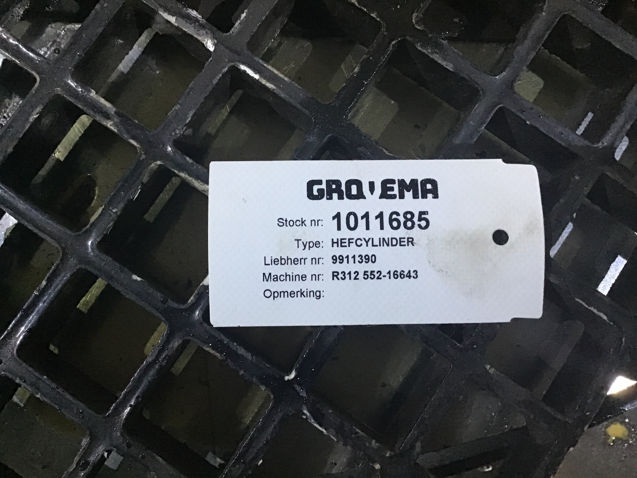 GROVEMA
Stock nr: 1011685
Type: HEFCYLINDER
Liebherr nr: 9911390
Machine nr: R312 552-16643
Opmerking: